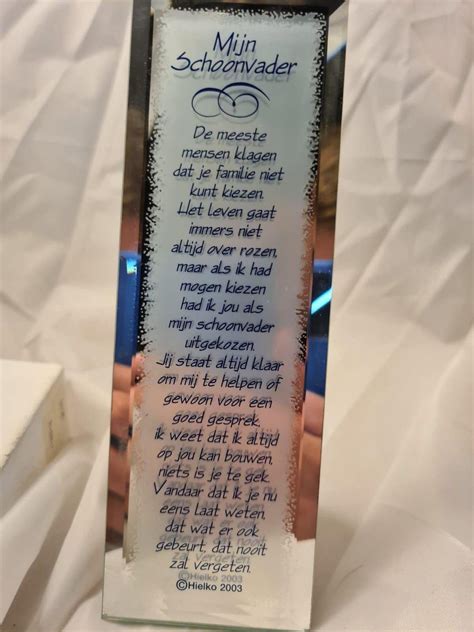 Mijn
Schoonvader
De meeste
mensen klagen
dat je familie niet
kunt kiezen.
Het leven gaat
immers niet
altijd over rozen,
maar als ik had
mogen kiezen
had ik jou als
mijn schoonvader
uitgekozen.
Jij staat altijd klaar
om mij te helpen of
gewoon voor een
goed gesprek,
ik weet dat ik altijd
op jou kan bouwen,
niets is je te gek.
Vandaar dat ik je nu
eens laat weten,
dat wat er ook
gebeurt, dat nooit
zal vergeten.
©Hielko 2003